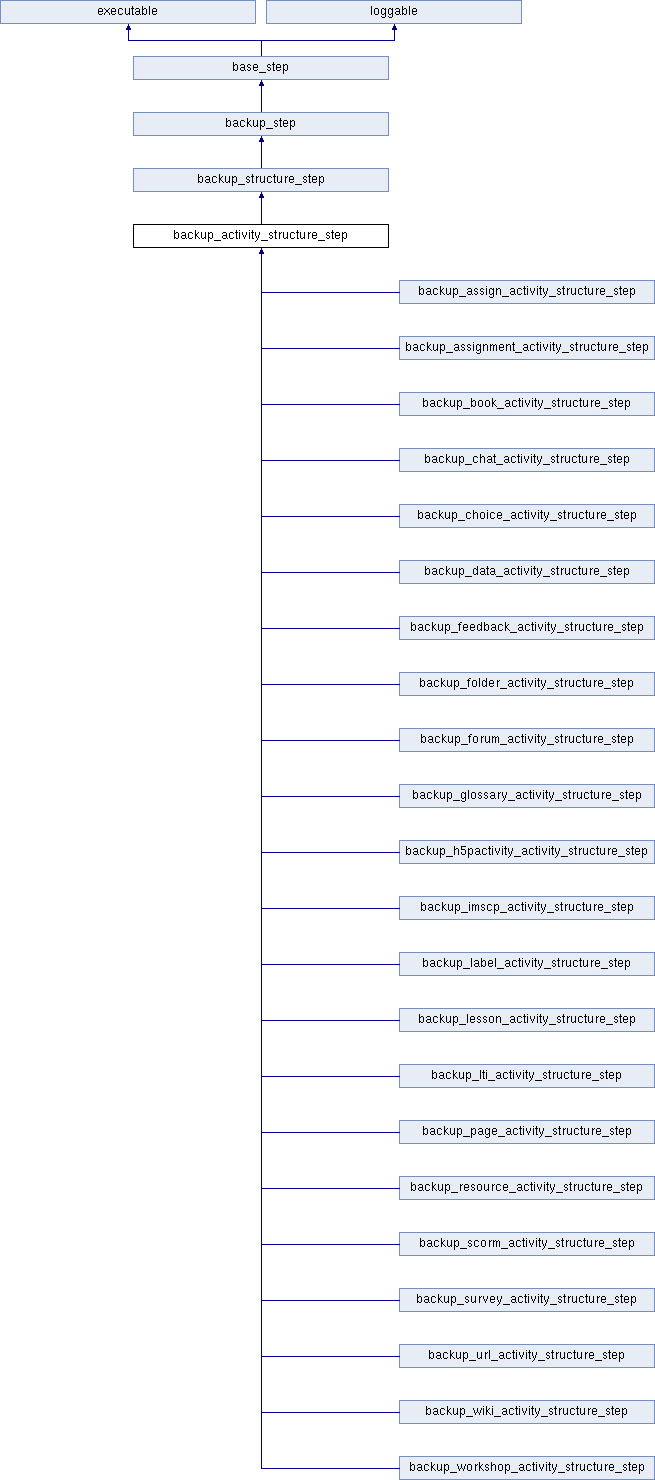 executable
loggable
base_step
backup_step
backup_structure_step
backup_activity_structure_step
backup_assign_activity_structure_step
backup_assignment_activity_structure_step
backup_book_activity_structure_step
backup_chat_activity_structure_step
backup_choice_activity_structure_step
backup_data_activity_structure_step
backup_feedback_activity_structure_step
backup_folder_activity_structure_step
backup_forum_activity_structure_step
backup_glossary_activity_structure_step
backup_h5pactivity_activity_structure_step
backup_imscp_activity_structure_step
backup_label_activity_structure_step
backup_lesson_activity_structure_step
backup_lti_activity_structure_step
backup_page_activity_structure_step
backup_resource_activity_structure_step
backup_scorm_activity_structure_step
backup_survey_activity_structure_step
backup_url_activity_structure_step
backup_wiki_activity_structure_step
backup_workshop_activity_structure_step